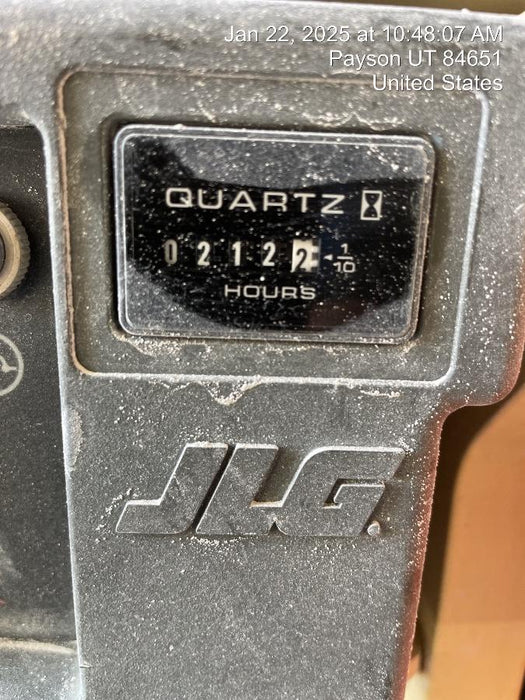 Jan 22, 2025 at 10:48:07 AM
Payson UT 84651
United States
QUARTZ
0 2 1 2 2 1/10
HOURS
JLG.